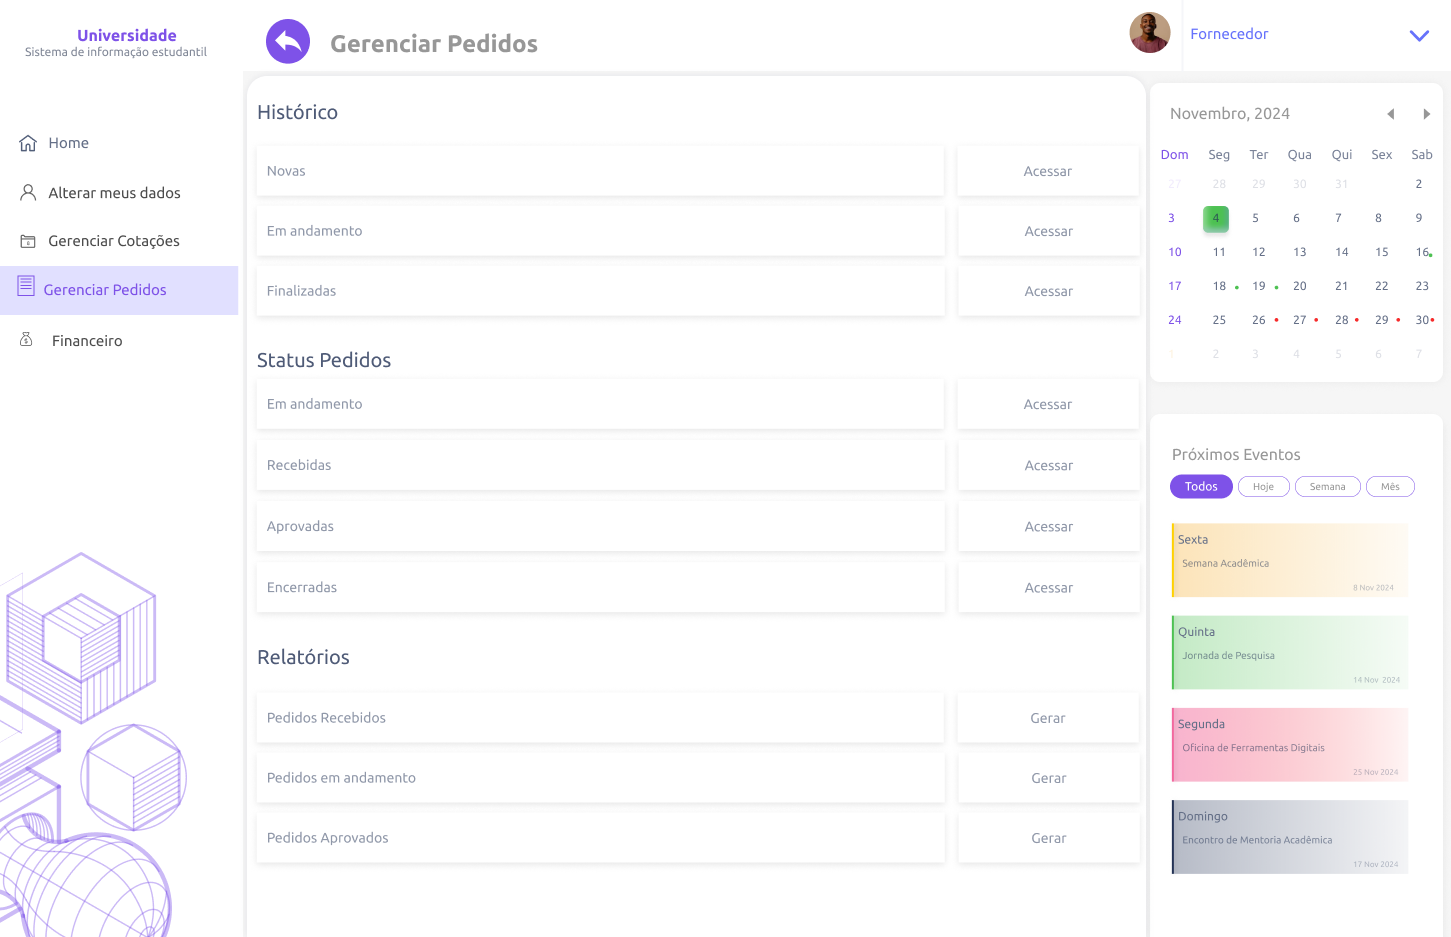 Universidade
Sistema de informação estudantil
Gerenciar Pedidos
Fornecedor
Home
Alterar meus dados
Gerenciar Cotações
Gerenciar Pedidos
Financeiro
Histórico
Novas Acessar
Em andamento Acessar
Finalizadas Acessar
Status Pedidos
Em andamento Acessar
Recebidas Acessar
Aprovadas Acessar
Encerradas Acessar
Relatórios
Pedidos Recebidos Gerar
Pedidos em andamento Gerar
Pedidos Aprovados Gerar
Novembro, 2024
Dom Seg Ter Qua Qui Sex Sab
27 28 29 30 31 2
3 4 5 6 7 8 9
10 11 12 13 14 15 16
17 18 19 20 21 22 23
24 25 26 27 28 29 30
1 2 3 4 5 6 7
Próximos Eventos
Todos Hoje Semana Mês
Sexta
Semana Acadêmica
8 Nov 2024
Quinta
Jornada de Pesquisa
14 Nov 2024
Segunda
Oficina de Ferramentas Digitais
25 Nov 2024
Domingo
Encontro de Mentoria Acadêmica
17 Nov 2024